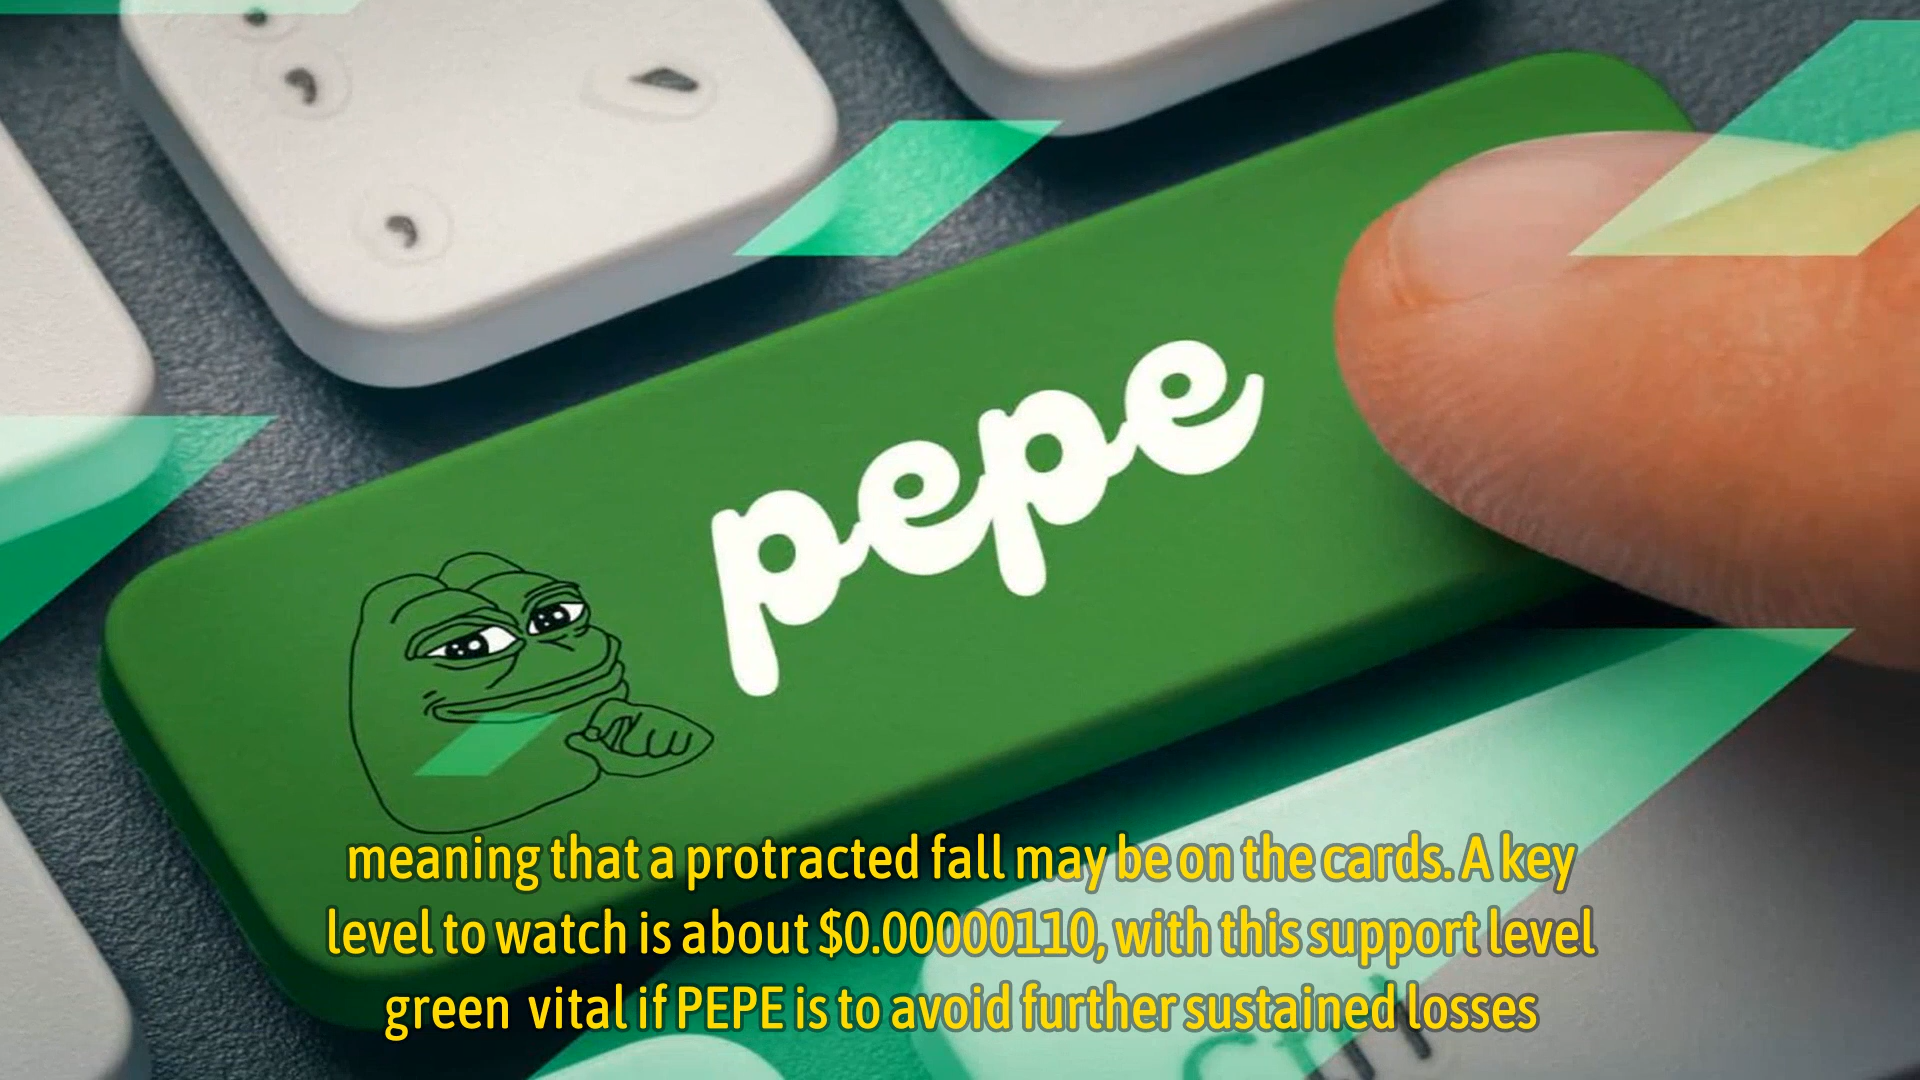 pepe
meaning that a protracted fall may be on the cards. A key
level to watch is about $0.00000110, with this support level
green vital if PEPE is to avoid further sustained losses